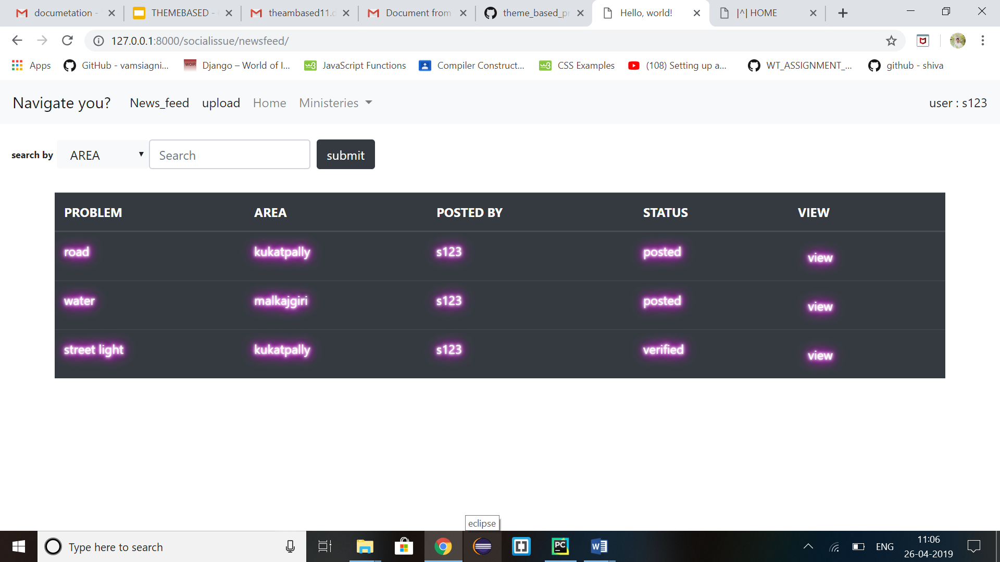 documetation -
THEMEBASED -
theambased11.c
Document from
theme_based_pr
Hello, world!
|^| HOME
127.0.0.1:8000/socialissue/newsfeed/
Apps
GitHub - vamsiagni...
Django – World of I...
JavaScript Functions
Compiler Construct...
CSS Examples
(108) Setting up a...
WT_ASSIGNMENT_...
github - shiva
Navigate you? News_feed upload Home Ministeries
user : s123
search by AREA Search submit
PROBLEM AREA POSTED BY STATUS VIEW
road kukatpally s123 posted view
water malkajgiri s123 posted view
street light kukatpally s123 verified view
eclipse
Type here to search
ENG
11:06
26-04-2019